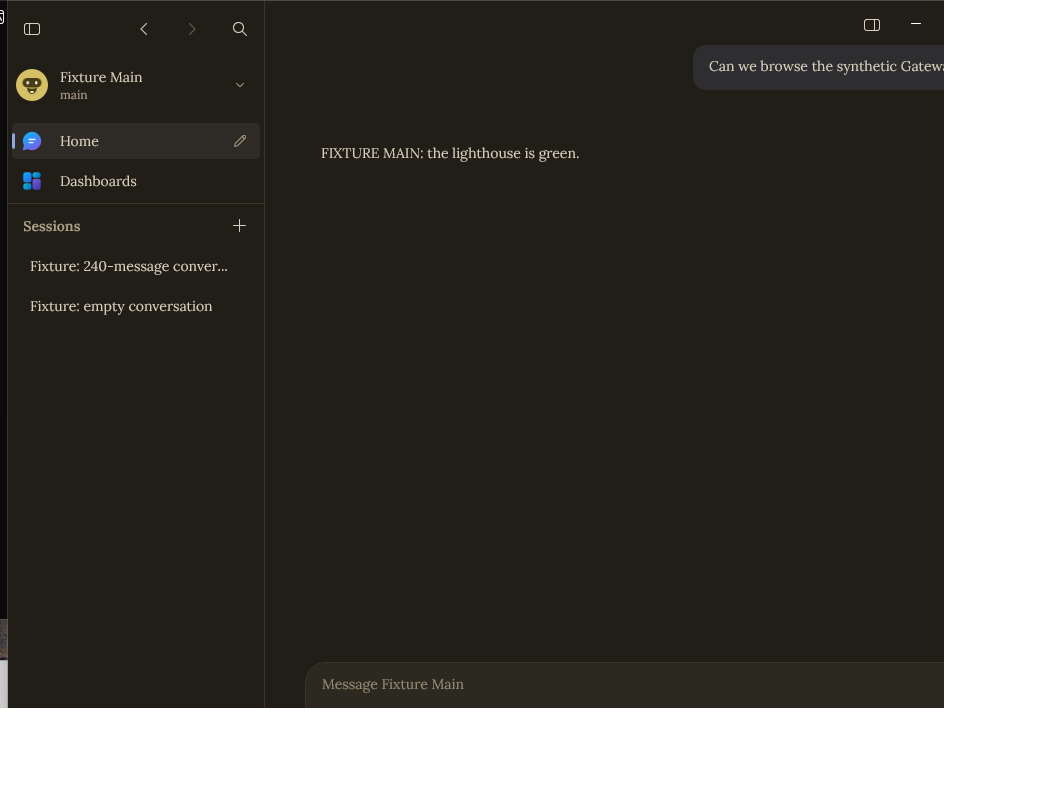 Fixture Main
main
Home
Dashboards
Sessions
Fixture: 240-message conver...
Fixture: empty conversation
Can we browse the synthetic
FIXTURE MAIN: the lighthouse is green.
Message Fixture Main